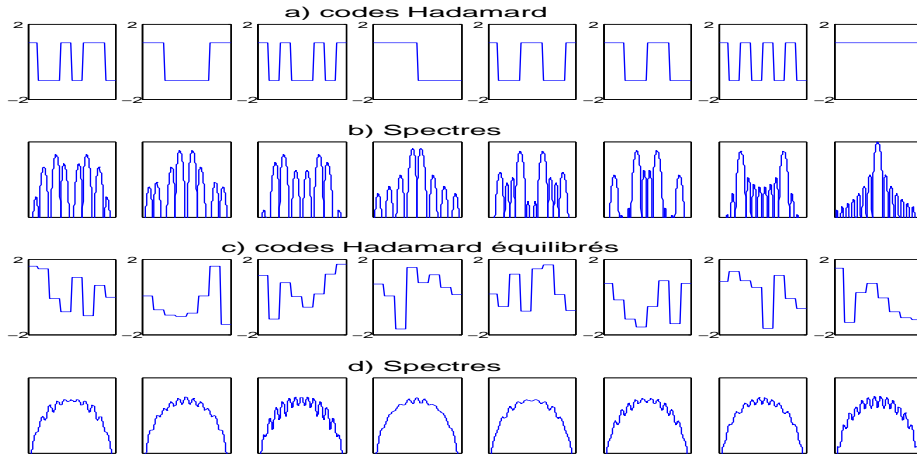 a) codes Hadamard
2 2 2 2 2 2 2 2
−2 −2 −2 −2 −2 −2 −2 −2
b) Spectres
c) codes Hadamard équilibrés
2 2 2 2 2 2 2 2
−2 −2 −2 −2 −2 −2 −2 −2
d) Spectres